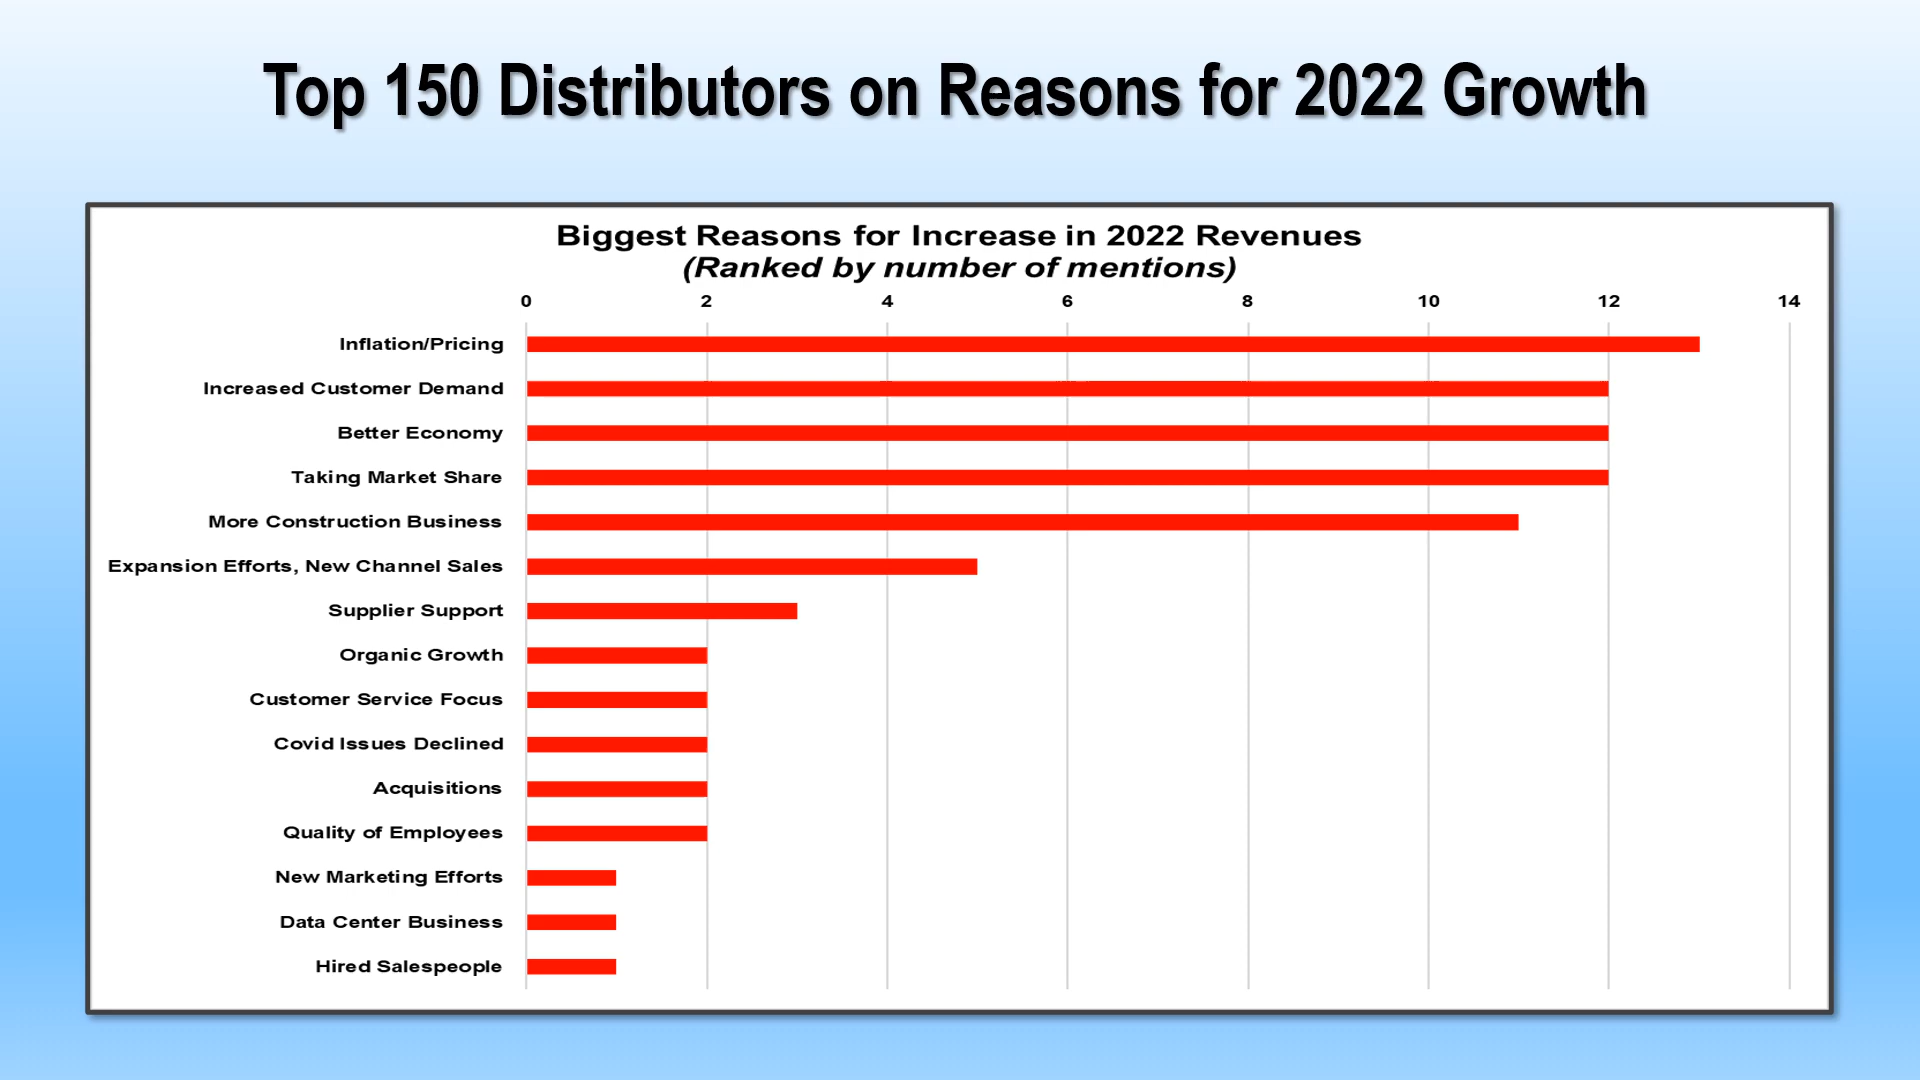 Top 150 Distributors on Reasons for 2022 Growth
Biggest Reasons for Increase in 2022 Revenues
(Ranked by number of mentions)
0 2 4 6 8 10 12 14
Inflation/Pricing
Increased Customer Demand
Better Economy
Taking Market Share
More Construction Business
Expansion Efforts, New Channel Sales
Supplier Support
Organic Growth
Customer Service Focus
Covid Issues Declined
Acquisitions
Quality of Employees
New Marketing Efforts
Data Center Business
Hired Salespeople